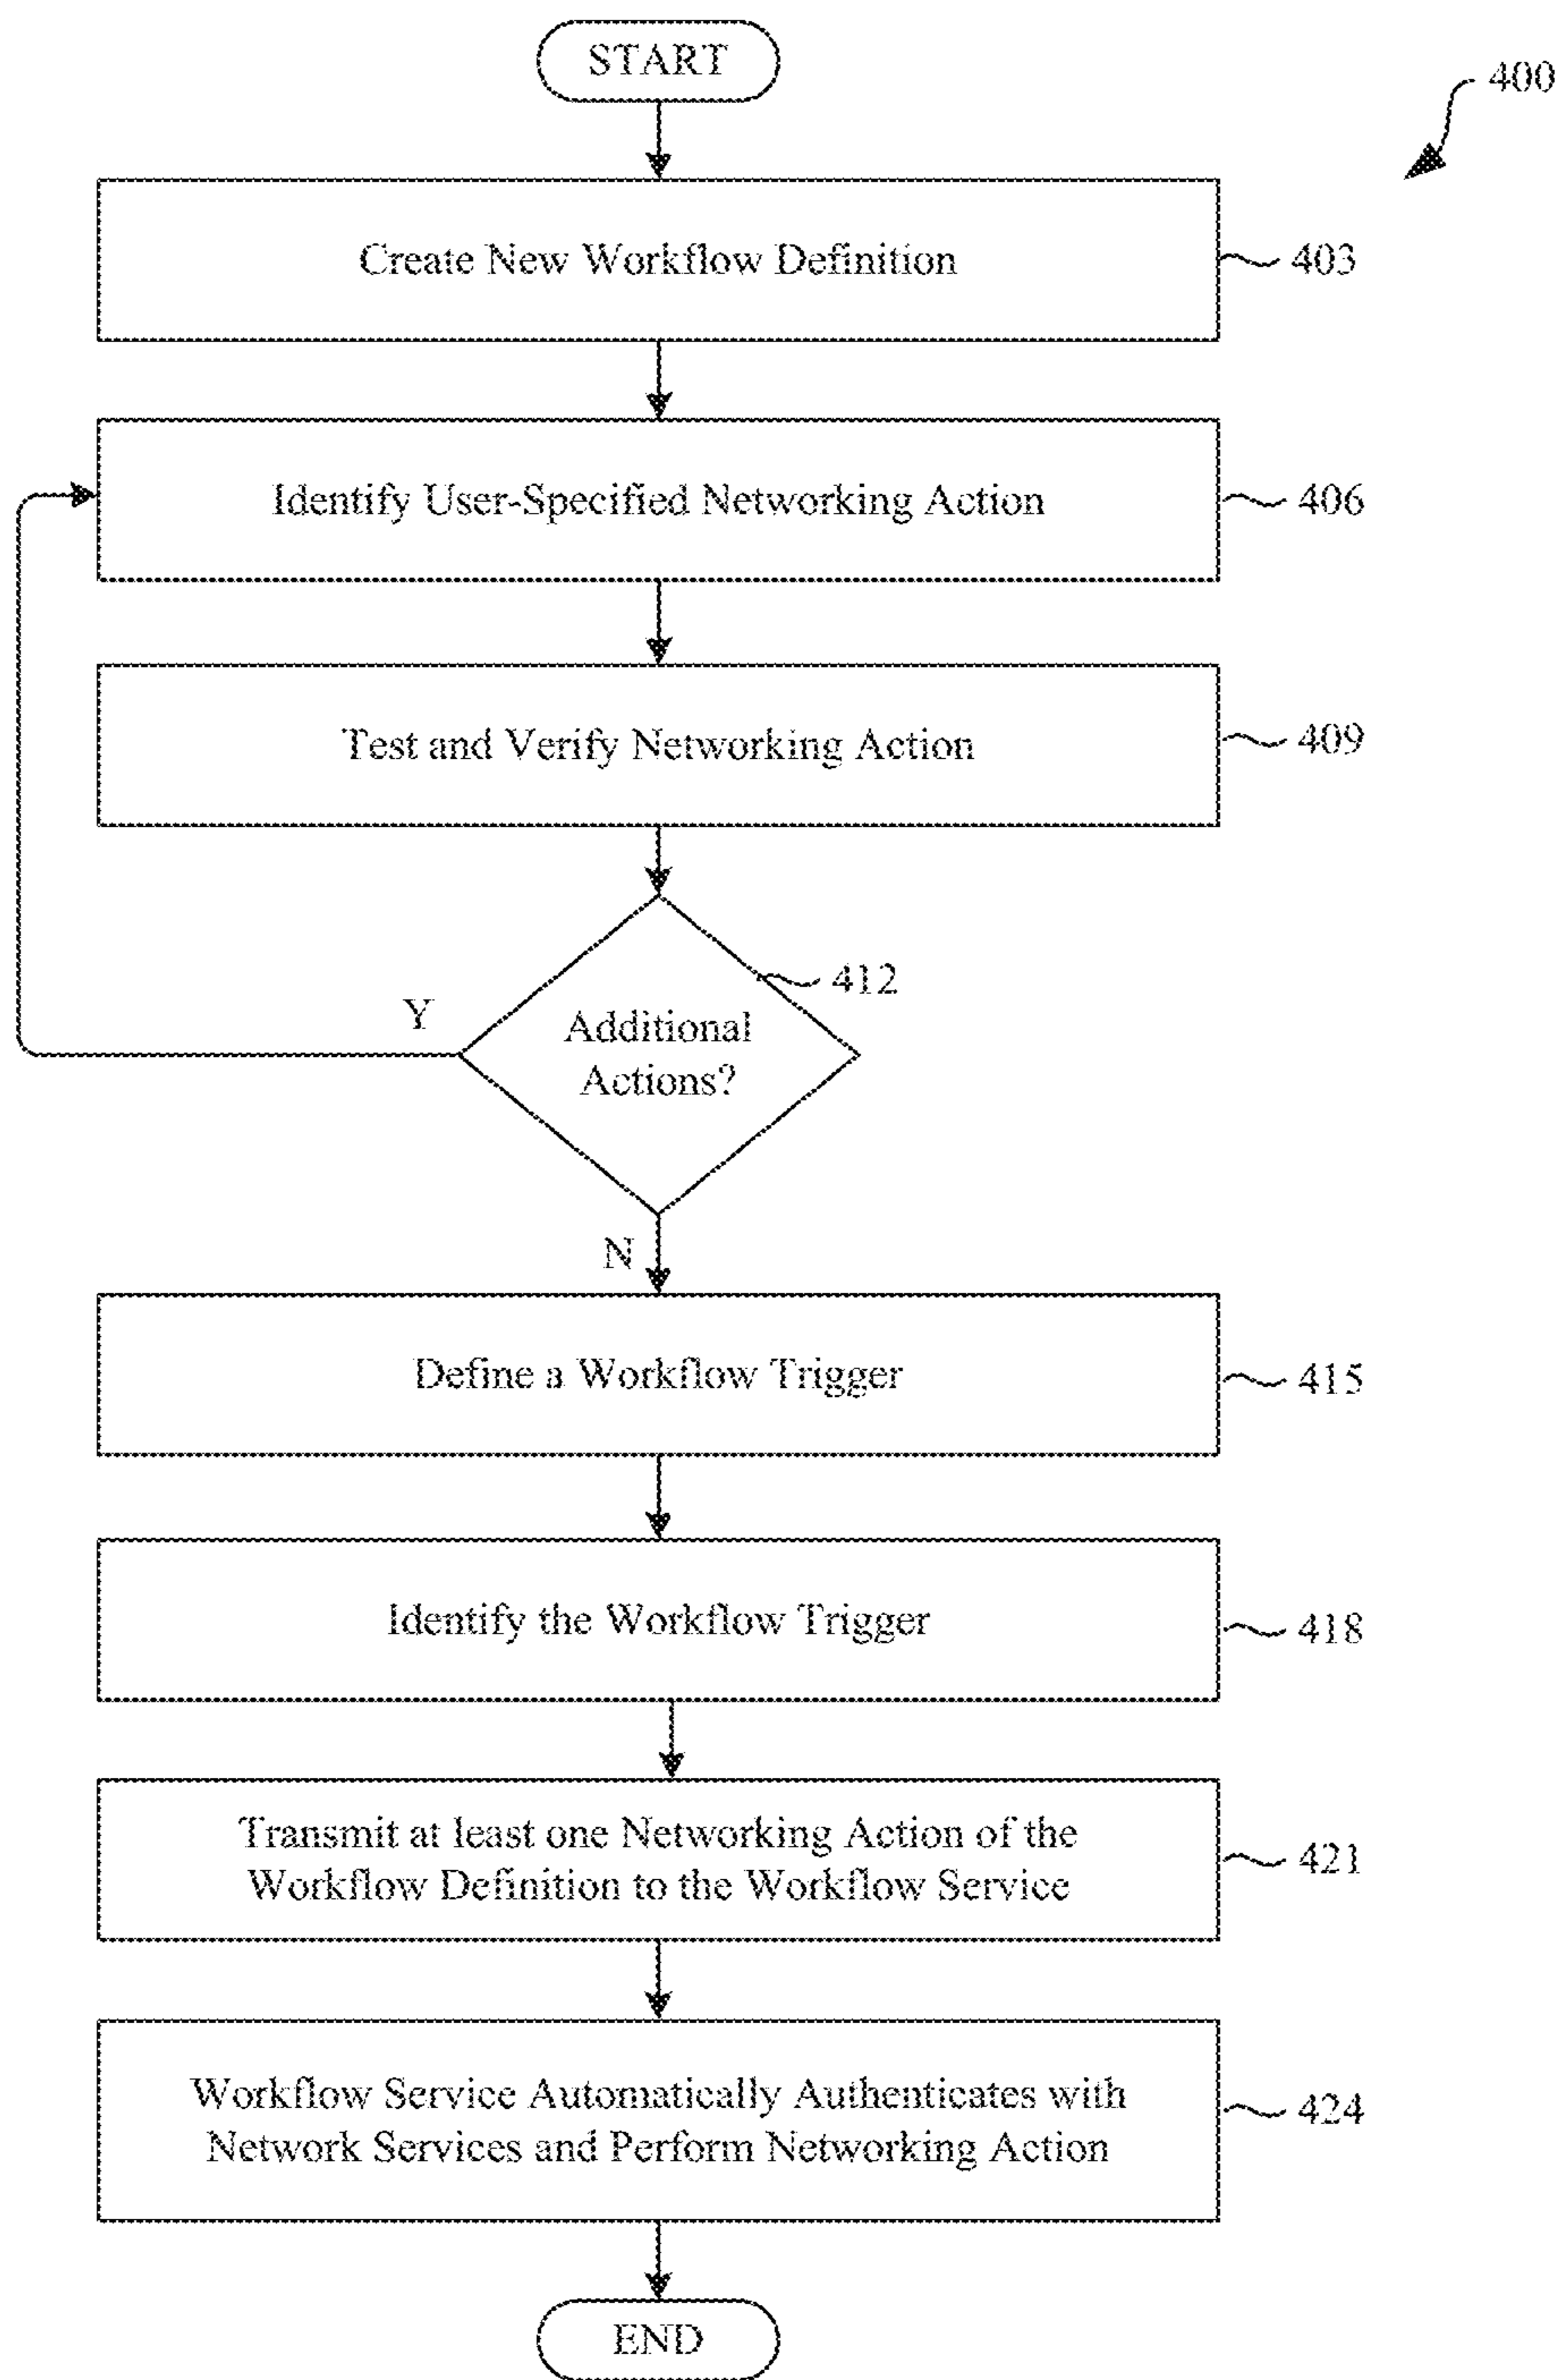 START
400
Create New Workflow Definition
403
Identify User-Specified Networking Action
406
Test and Verify Networking Action
409
412
Additional
Actions?
Y
N
Define a Workflow Trigger
415
Identify the Workflow Trigger
418
Transmit at least one Networking Action of the
Workflow Definition to the Workflow Service
421
Workflow Service Automatically Authenticates with
Network Services and Perform Networking Action
424
END